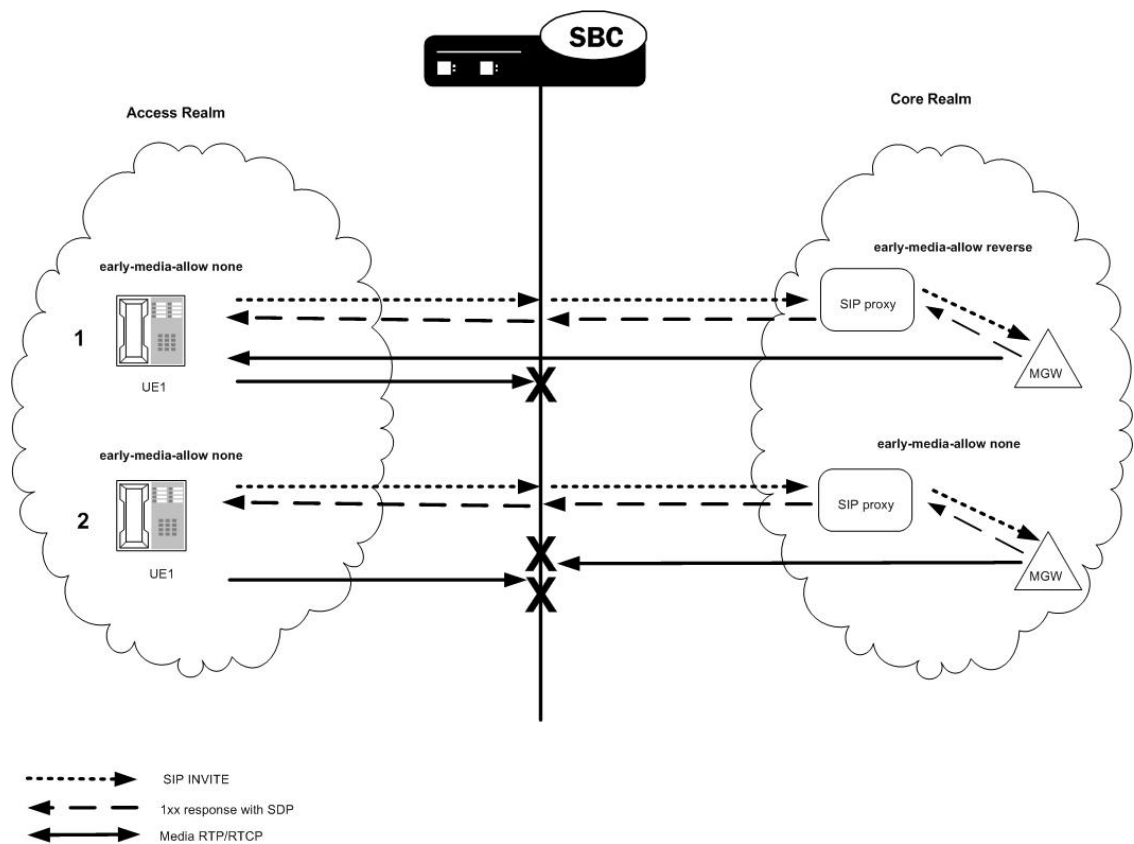 SBC
Access Realm
Core Realm
early-media-allow reverse
early-media-allow none
SIP proxy
1
MGW
UE1
early-media-allow none
early-media-allow none
SIP proxy
2
UE1
MGW
X
X
X
SIP INVITE
1xx response with SDP
Media RTP/RTCP